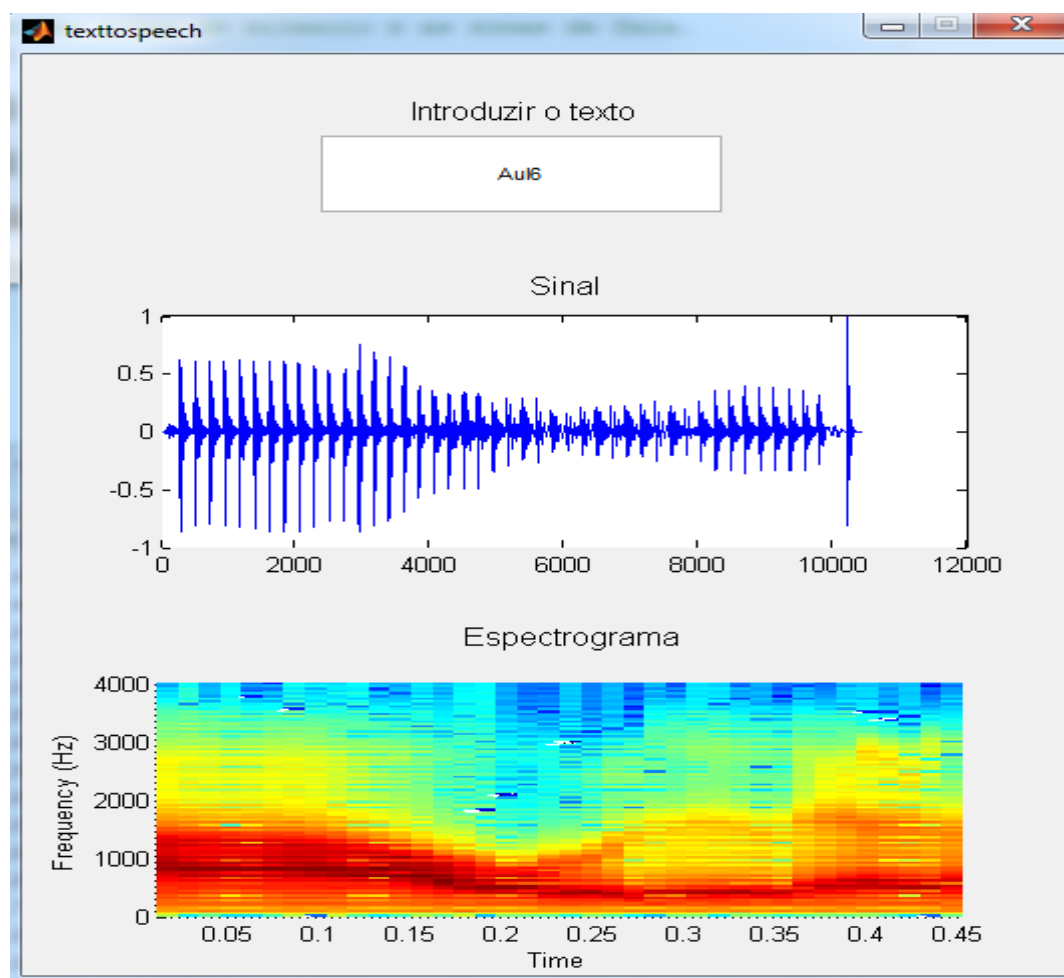 texttospeech
Introduzir o texto
Aul6
Sinal
1
0.5
0
-0.5
-1
0 2000 4000 6000 8000 10000 12000
Espectrograma
4000
3000
2000
1000
0
Frequency (Hz)
0.05 0.1 0.15 0.2 0.25 0.3 0.35 0.4 0.45
Time